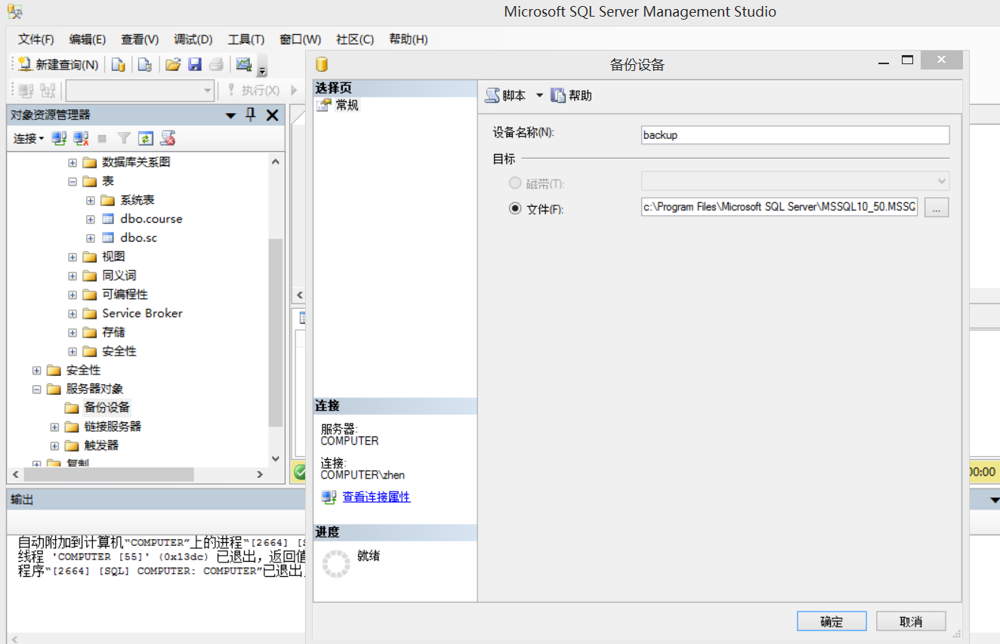 Microsoft SQL Server Management Studio
文件(F) 编辑(E) 查看(V) 调试(D) 工具(T) 窗口(W) 社区(C) 帮助(H)
新建查询(N)
执行(X)
对象资源管理器
连接
数据库关系图
表
系统表
dbo.course
dbo.sc
视图
同义词
可编程性
Service Broker
存储
安全性
安全性
服务器对象
备份设备
链接服务器
触发器
复制
输出
自动附加到计算机“COMPUTER”上的进程“[2664] [S
线程 'COMPUTER [55]' (0x13dc) 已退出，返回值
程序“[2664] [SQL] COMPUTER: COMPUTER”已退出
备份设备
选择页
常规
脚本 帮助
设备名称(N):
backup
目标
磁带(T):
文件(F):
c:\Program Files\Microsoft SQL Server\MSSQL10_50.MSSQ
...
连接
服务器:
COMPUTER
连接:
COMPUTER\zhen
查看连接属性
进度
就绪
确定
取消
00:00